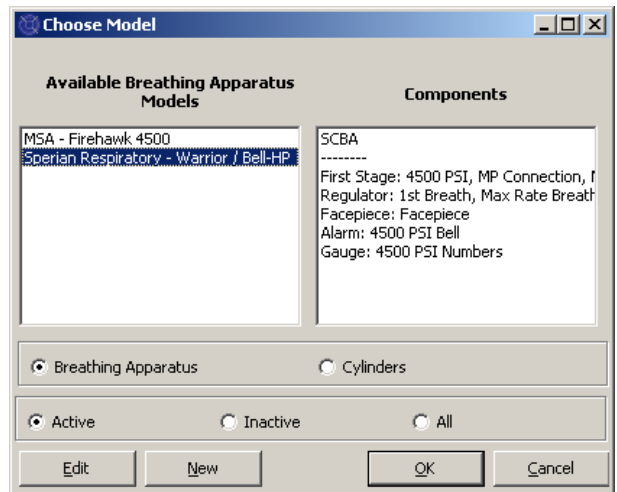 Choose Model
Available Breathing Apparatus
Models
Components
MSA - Firehawk 4500
Sperian Respiratory - Warrior / Bell-HP
SCBA
--------
First Stage: 4500 PSI, MP Connection,
Regulator: 1st Breath, Max Rate Breath
Facepiece: Facepiece
Alarm: 4500 PSI Bell
Gauge: 4500 PSI Numbers
Breathing Apparatus
Cylinders
Active
Inactive
All
Edit
New
OK
Cancel